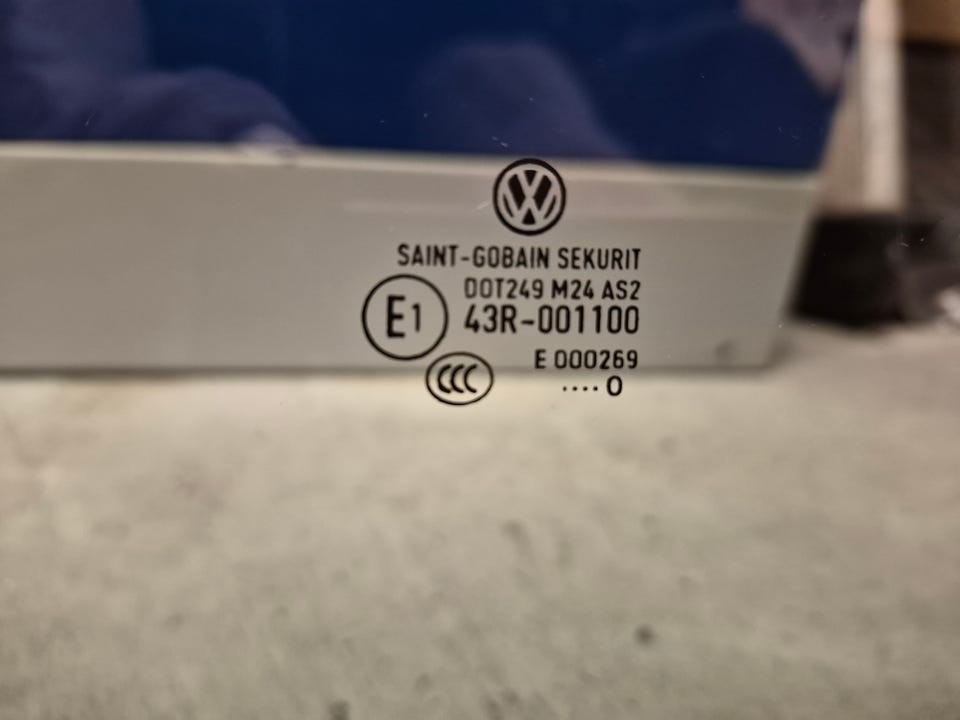 SAINT-GOBAIN SEKURIT
DOT249 M24 AS2
E1
43R-001100
E 000269
CCC
.... 0